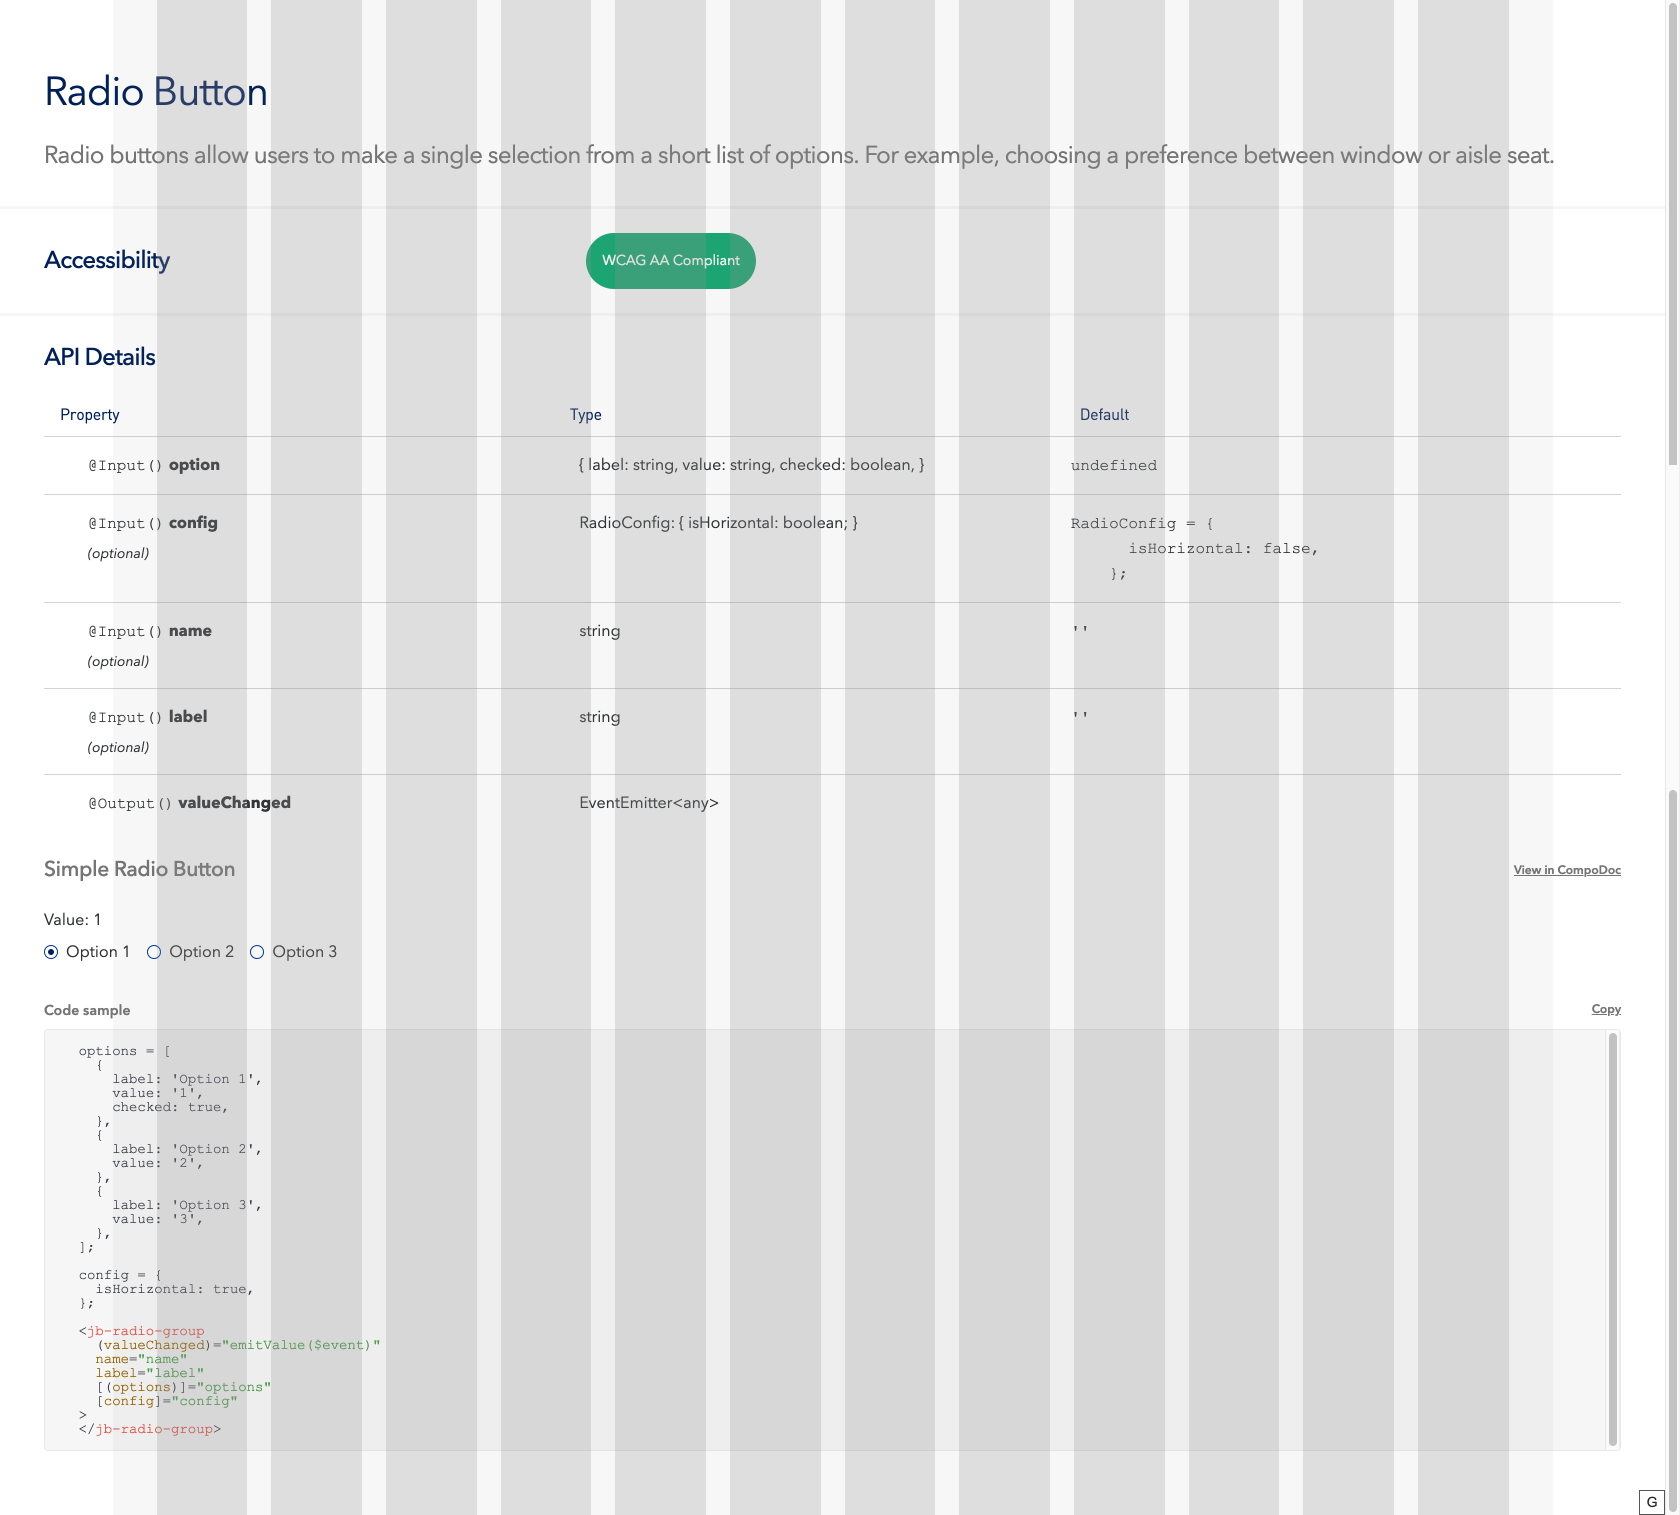 Radio Button
Radio buttons allow users to make a single selection from a short list of options. For example, choosing a preference between window or aisle seat.
Accessibility
WCAG AA Compliant
API Details
Property Type Default
@Input() option { label: string, value: string, checked: boolean, } undefined
@Input() config RadioConfig: { isHorizontal: boolean; } RadioConfig = {
(optional) isHorizontal: false,
};
@Input() name string ''
(optional)
@Input() label string ''
(optional)
@Output() valueChanged EventEmitter<any>
Simple Radio Button View in CompoDoc
Value: 1
Option 1 Option 2 Option 3
Code sample Copy
options = [
{
label: 'Option 1',
value: '1',
checked: true,
},
{
label: 'Option 2',
value: '2',
},
{
label: 'Option 3',
value: '3',
},
];
config = {
isHorizontal: true,
};
<jb-radio-group
(valueChanged)="emitValue($event)"
name="name"
label="label"
[(options)]="options"
[config]="config"
>
</jb-radio-group>
G